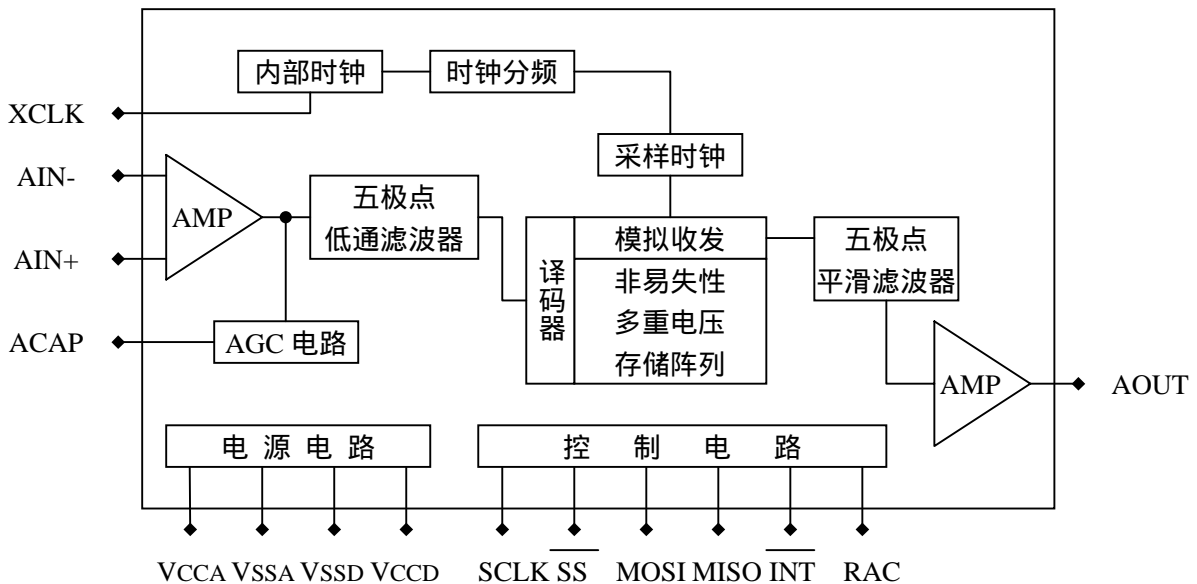 内部时钟
时钟分频
XCLK
采样时钟
AIN-
AMP
五极点
低通滤波器
AIN+
译码器
模拟收发
非易失性
多重电压
存储阵列
五极点
平滑滤波器
ACAP
AGC 电路
AMP
AOUT
电源电路
控制电路
VCCA VSSA VSSD VCCD
SCLK SS MOSI MISO INT RAC